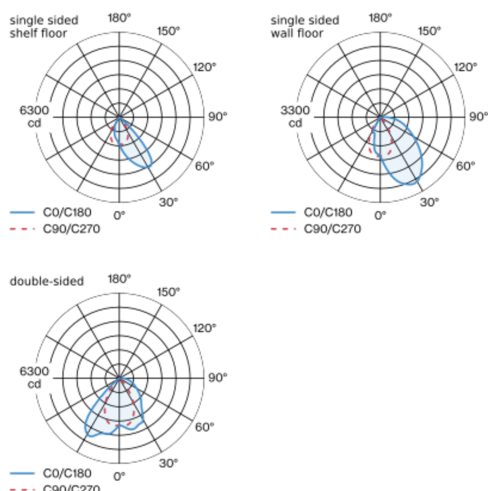 single sided
shelf floor
180°
150°
120°
6300
cd
90°
60°
30°
0°
C0/C180
C90/C270
single sided
wall floor
180°
150°
120°
3300
cd
90°
60°
30°
0°
C0/C180
C90/C270
double-sided
180°
150°
120°
6300
cd
90°
60°
30°
0°
C0/C180
C90/C270